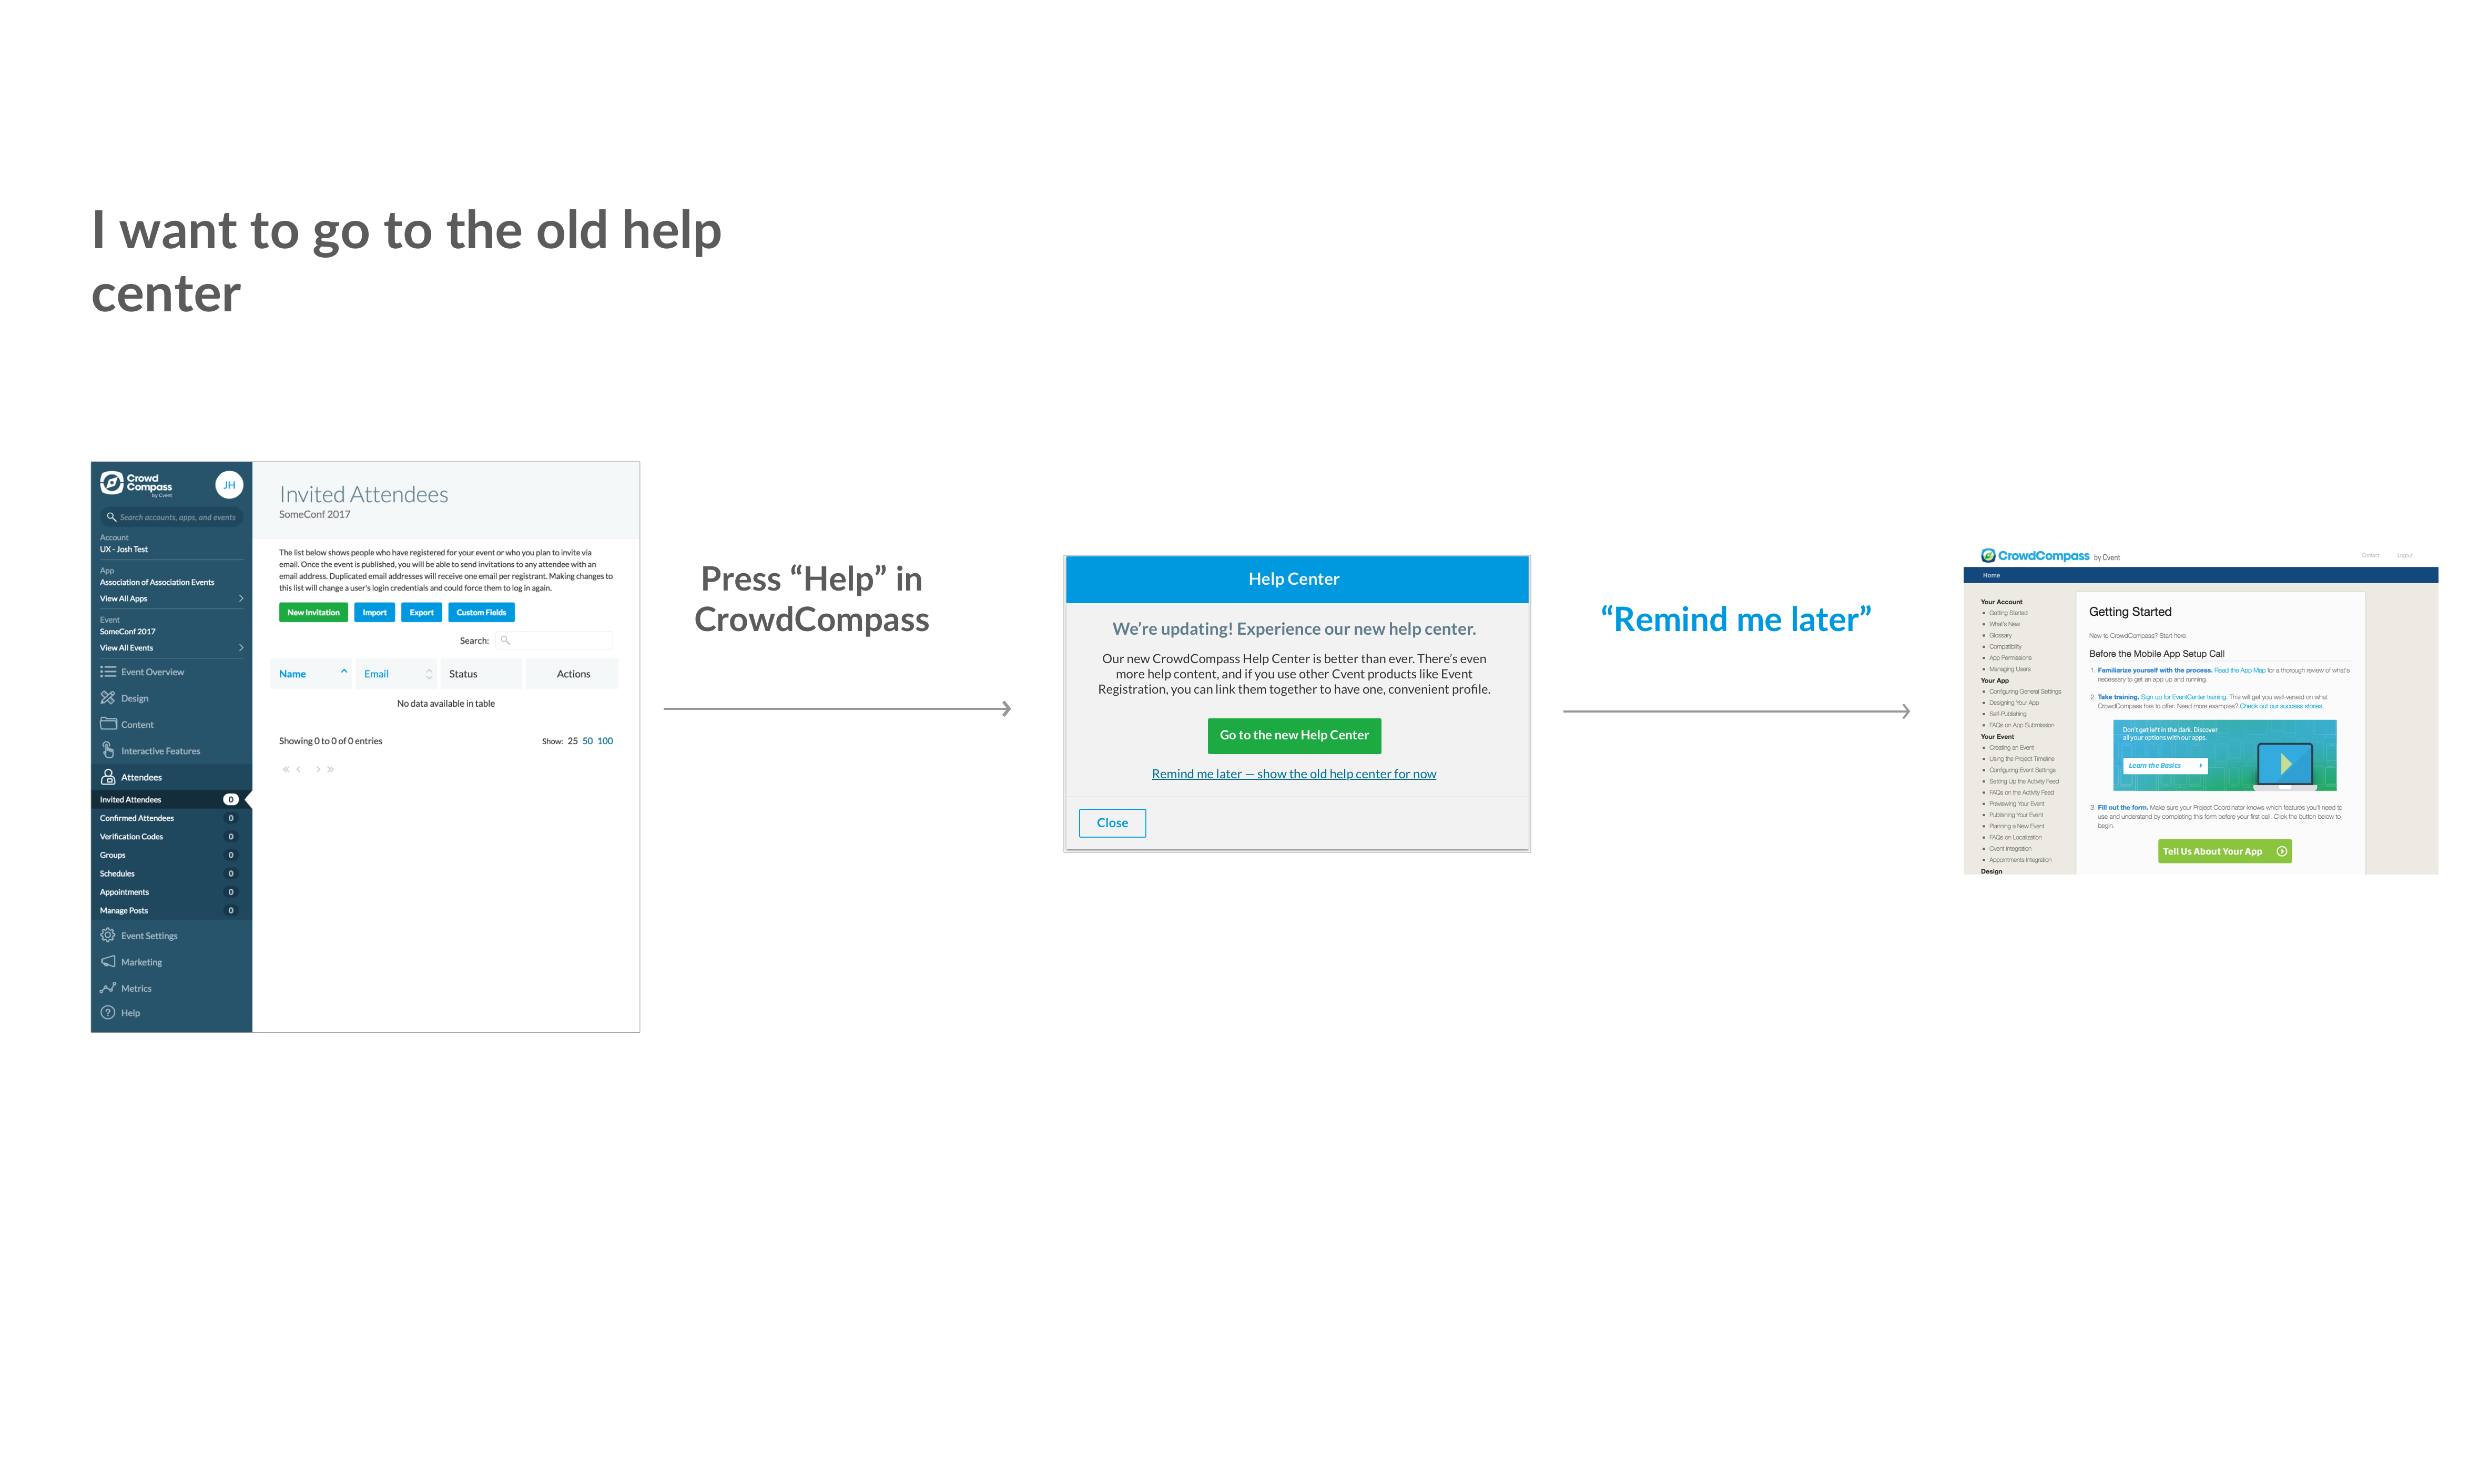 I want to go to the old help
center
Crowd
Compass
by Cvent
JH
Search accounts, apps, and events
Account
UX - Josh Test
App
Association of Association Events
View All Apps
Event
SomeConf 2017
View All Events
Event Overview
Design
Content
Interactive Features
Attendees
Invited Attendees 0
Confirmed Attendees 0
Verification Codes 0
Groups 0
Schedules 0
Appointments 0
Manage Posts 0
Event Settings
Marketing
Metrics
Help
Invited Attendees
SomeConf 2017
The list below shows people who have registered for your event or who you plan to invite via
email. Once the event is published, you will be able to send invitations to any attendee with an
email address. Duplicated email addresses will receive one email per registrant. Making changes to
this list will change a user's login credentials and could force them to log in again.
New Invitation Import Export Custom Fields
Search:
Name Email Status Actions
No data available in table
Showing 0 to 0 of 0 entries Show: 25 50 100
« < > »
Press “Help” in
CrowdCompass
Help Center
We’re updating! Experience our new help center.
Our new CrowdCompass Help Center is better than ever. There’s even
more help content, and if you use other Cvent products like Event
Registration, you can link them together to have one, convenient profile.
Go to the new Help Center
Remind me later — show the old help center for now
Close
“Remind me later”
CrowdCompass by Cvent
Contact Logout
Home
Your Account
Getting Started
What's New
Glossary
Compatibility
App Permissions
Managing Users
Your App
Configuring General Settings
Designing Your App
Self-Publishing
FAQs on App Submission
Your Event
Creating an Event
Using the Project Timeline
Configuring Event Settings
Setting Up the Activity Feed
FAQs on the Activity Feed
Previewing Your Event
Publishing Your Event
Planning a New Event
FAQs on Localization
Cvent Integration
Appointments Integration
Design
Getting Started
New to CrowdCompass? Start here.
Before the Mobile App Setup Call
1. Familiarize yourself with the process. Read the App Map for a thorough review of what's
necessary to get an app up and running.
2. Take training. Sign up for EventCenter training. This will get you well-versed on what
CrowdCompass has to offer. Need more examples? Check out our success stories.
Don't get left in the dark. Discover
all your options with our apps.
Learn the Basics
3. Fill out the form. Make sure your Project Coordinator knows which features you'll need to
use and understand by completing this form before your first call. Click the button below to
begin.
Tell Us About Your App